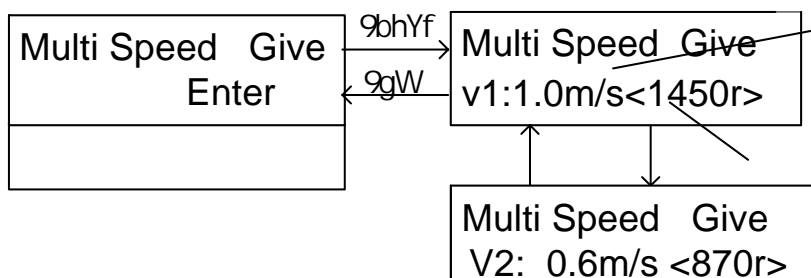 Multi Speed Give
Enter
9bhYf
9gW
Multi Speed Give
v1:1.0m/s<1450r>
Multi Speed Give
V2: 0.6m/s <870r>